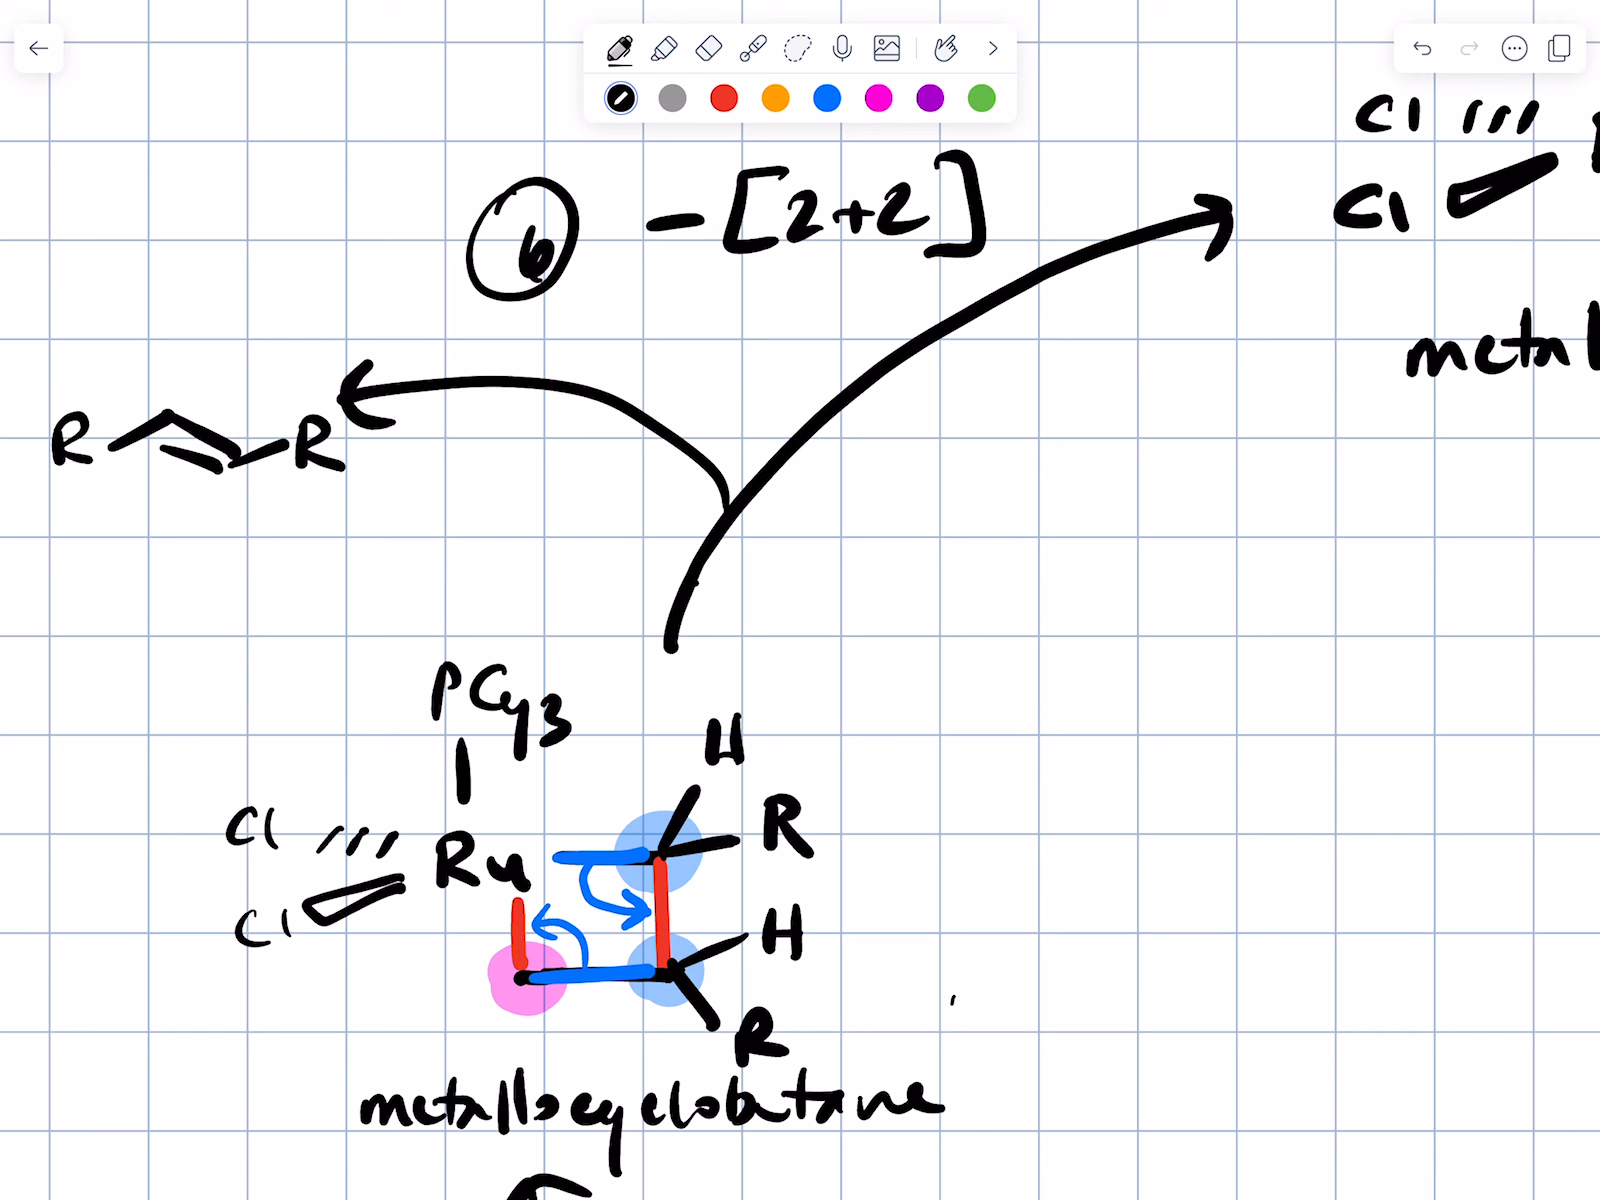 Cl
6 - [2+2]
Cl
metal
R R
PCy3
H
Cl R
Ru
Cl H
R
metallocyclobutane